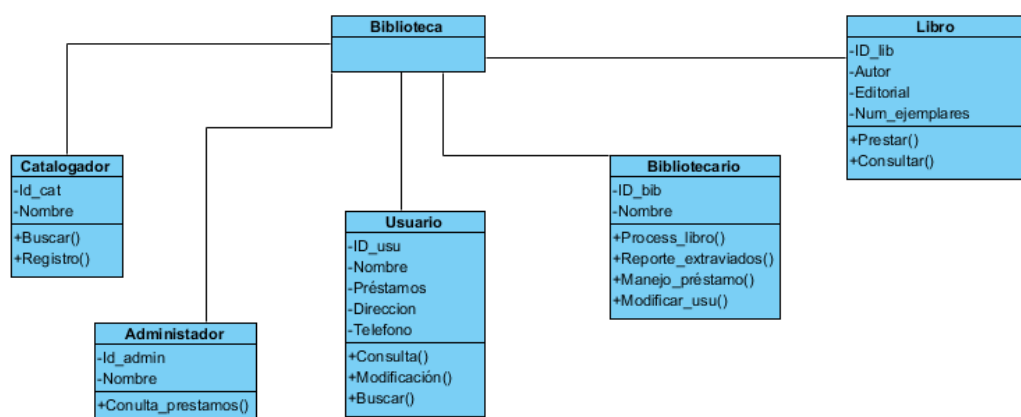 Biblioteca
Libro
-ID_lib
-Autor
-Editorial
-Num_ejemplares
+Prestar()
+Consultar()
Catalogador
-Id_cat
-Nombre
+Buscar()
+Registro()
Bibliotecario
-ID_bib
-Nombre
+Process_libro()
+Reporte_extraviados()
+Manejo_préstamo()
+Modificar_usu()
Usuario
-ID_usu
-Nombre
-Préstamos
-Direccion
-Telefono
+Consulta()
+Modificación()
+Buscar()
Administador
-Id_admin
-Nombre
+Conulta_prestamos()